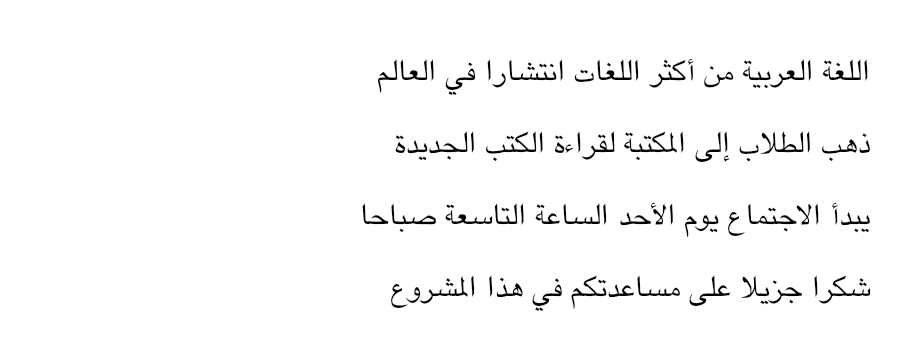 اللغة العربية من أكثر اللغات انتشارا في العالم
ذهب الطلاب إلى المكتبة لقراءة الكتب الجديدة
يبدأ الاجتماع يوم الأحد الساعة التاسعة صباحا
شكرا جزيلا على مساعدتكم في هذا المشروع